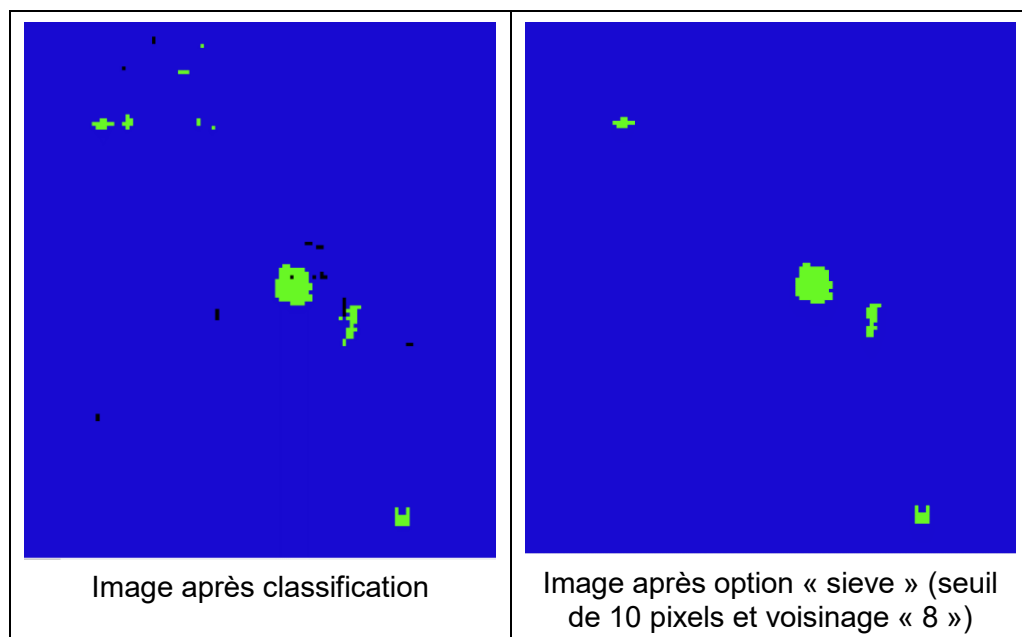 Image après classification
Image après option « sieve » (seuil
de 10 pixels et voisinage « 8 »)